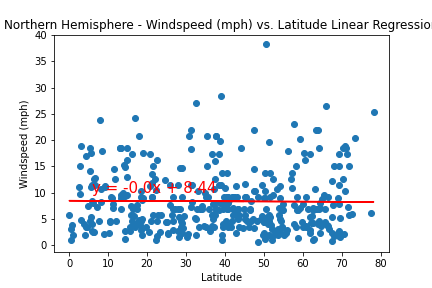 Northern Hemisphere - Windspeed (mph) vs. Latitude Linear Regressio
40
35
30
25
20
15
10
5
0
Windspeed (mph)
y = -0.0x + 8.44
0 10 20 30 40 50 60 70 80
Latitude